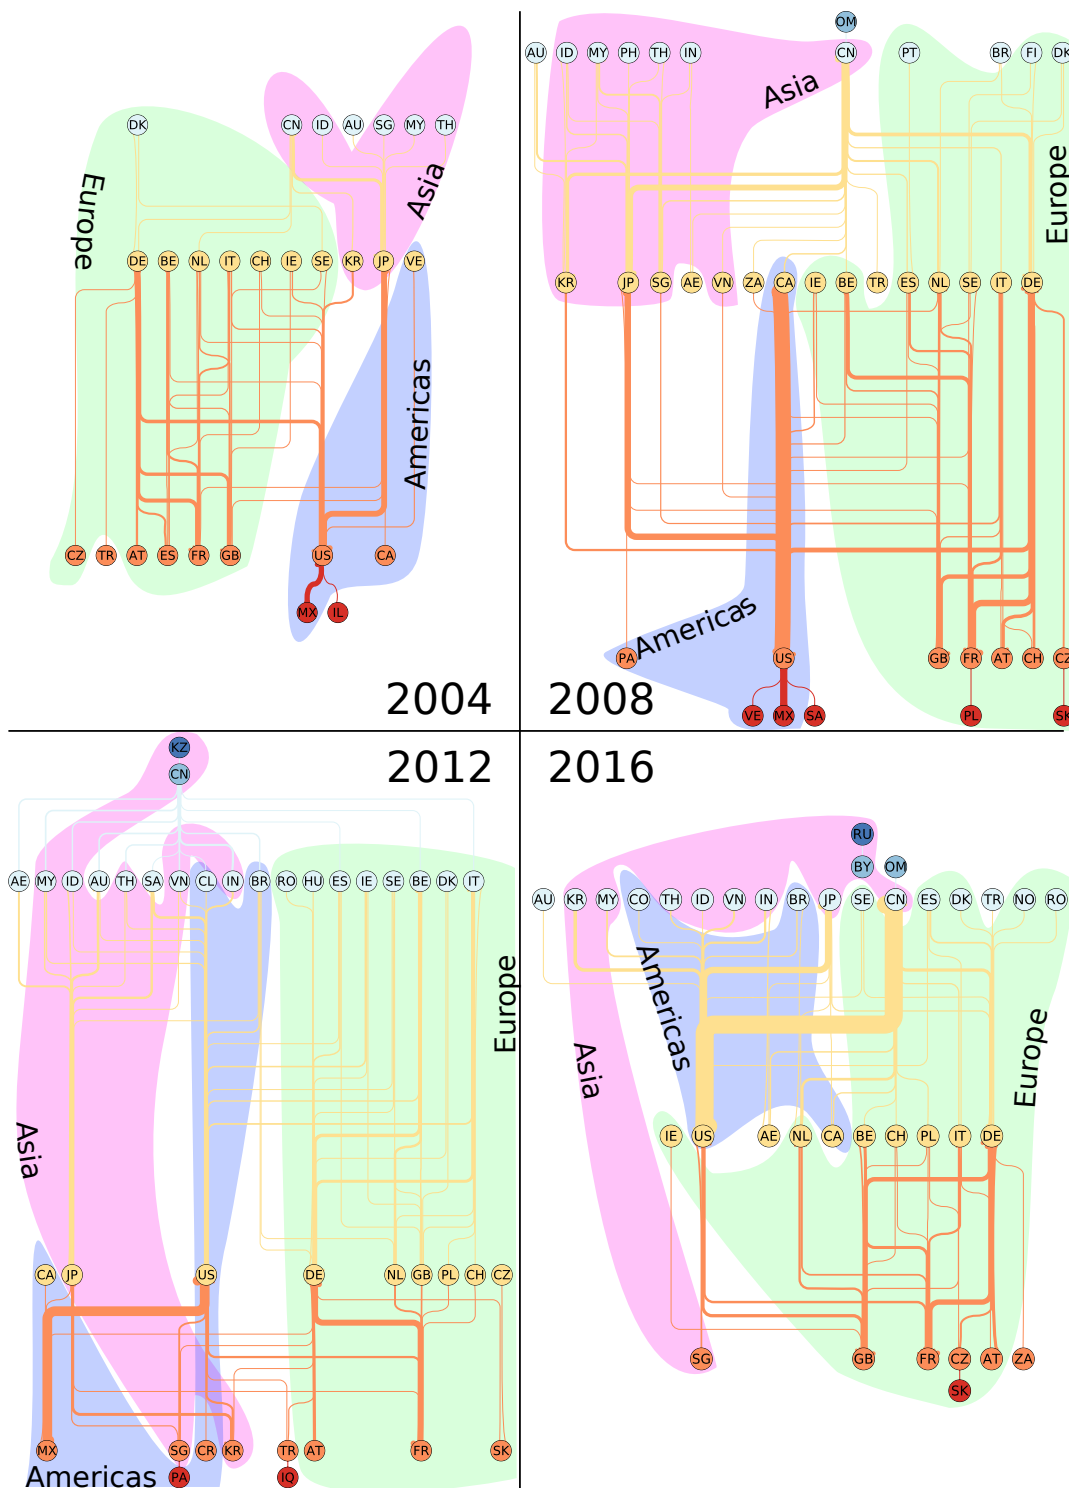 DK CN ID AU SG MY TH
Europe
Asia
DE BE NL IT CH IE SE KR JP VE
Americas
CZ TR AT ES FR GB US CA
MX IL
2004
OM
AU ID MY PH TH IN CN PT BR FI DK
Asia
Europe
KR JP SG AE VN ZA CA IE BE TR ES NL SE IT DE
Americas
PA US GB FR AT CH CZ
VE MX SA PL SK
2008
2012
KZ
CN
AE MY ID AU TH SA VN CL IN BR RO HU ES IE SE BE DK IT
Europe
Asia
CA JP US DE NL GB PL CH CZ
MX SG CR KR TR AT FR SK
Americas
PA IQ
2016
RU
BY OM
AU KR MY CO TH ID VN IN BR JP SE CN ES DK TR NO RO
Americas
Asia
Europe
IE US AE NL CA BE CH PL IT DE
SG GB FR CZ AT ZA
SK